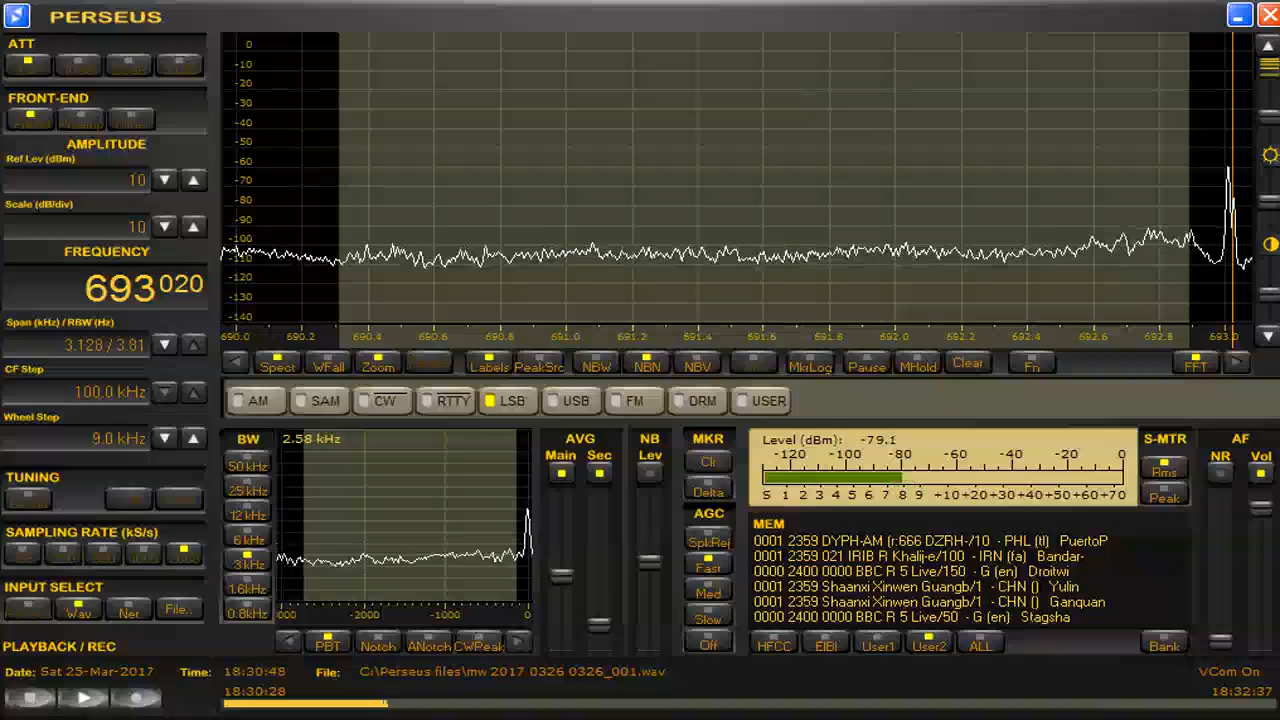 PERSEUS
ATT
FRONT-END
AMPLITUDE
Ref Lev (dBm)
10
Scale (dB/div)
10
FREQUENCY
693 020
Span (kHz) / RBW (Hz)
3.128 / 3.81
CF Step
100.0 kHz
Wheel Step
9.0 kHz
TUNING
SAMPLING RATE (kS/s)
INPUT SELECT
Wav Net File..
PLAYBACK / REC
0
-10
-20
-30
-40
-50
-60
-70
-80
-90
-100
-110
-120
-130
-140
690.0 690.2 690.4 690.6 690.8 691.0 691.2 691.4 691.6 691.8 692.0 692.2 692.4 692.6 692.8 693.0
Spect WFall Zoom Labels PeakSrc NBW NBN NBV MkrLog Pause MHold Clear Fn FFT
AM SAM CW RTTY LSB USB FM DRM USER
BW
50 kHz
25 kHz
12 kHz
6 kHz
3 kHz
1.6kHz
0.8kHz
2.58 kHz
000 -2000 -1000 0
PBT Notch ANotch CWPeak
AVG
Main Sec
NB
Lev
MKR
Clr
Delta
AGC
SpkRej
Fast
Med
Slow
Off
Level (dBm): -79.1
-120 -100 -80 -60 -40 -20 0
S 1 2 3 4 5 6 7 8 9 +10+20+30+40+50+60+70
S-MTR
Rms
Peak
AF
NR Vol
MEM
0001 2359 DYPH-AM (r:666 DZRH-/10 - PHL (tl) PuertoP
0001 2359 021 IRIB R Khalij-e/100 - IRN (fa) Bandar-
0000 2400 0000 BBC R 5 Live/150 - G (en) Droitwi
0001 2359 Shaanxi Xinwen Guangb/1 - CHN () Yulin
0001 2359 Shaanxi Xinwen Guangb/1 - CHN () Ganquan
0000 2400 0000 BBC R 5 Live/50 - G (en) Stagsha
HFCC EIBI User1 User2 ALL Bank
Date: Sat 25-Mar-2017 Time: 18:30:48 File: C:\Perseus files\mw 2017 0326 0326_001.wav VCom On
18:30:28 18:32:37